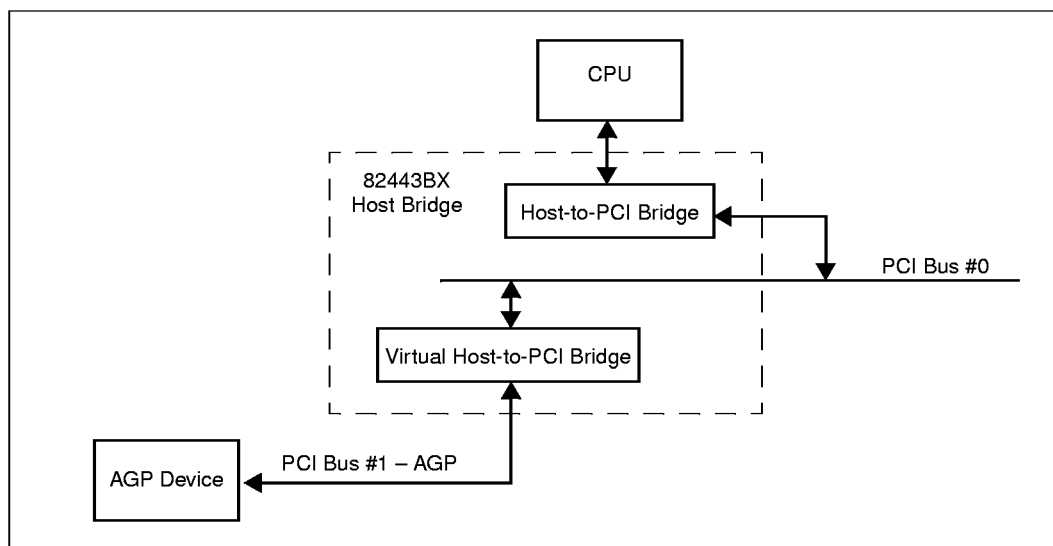 CPU
82443BX
Host Bridge
Host-to-PCI Bridge
PCI Bus #0
Virtual Host-to-PCI Bridge
PCI Bus #1 – AGP
AGP Device